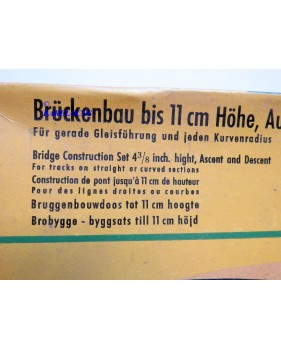 Brückenbau bis 11 cm Höhe, Au
Für gerade Gleisführung und jeden Kurvenradius
Bridge Construction Set 4 3/8 inch. hight, Ascent and Descent
For tracks on straight or curved sections
Construction de pont jusqu'à 11 cm de hauteur
Pour des lignes droites ou courbes
Bruggenbouwdoos tot 11 cm hoogte
Brobygge - byggsats till 11 cm höjd